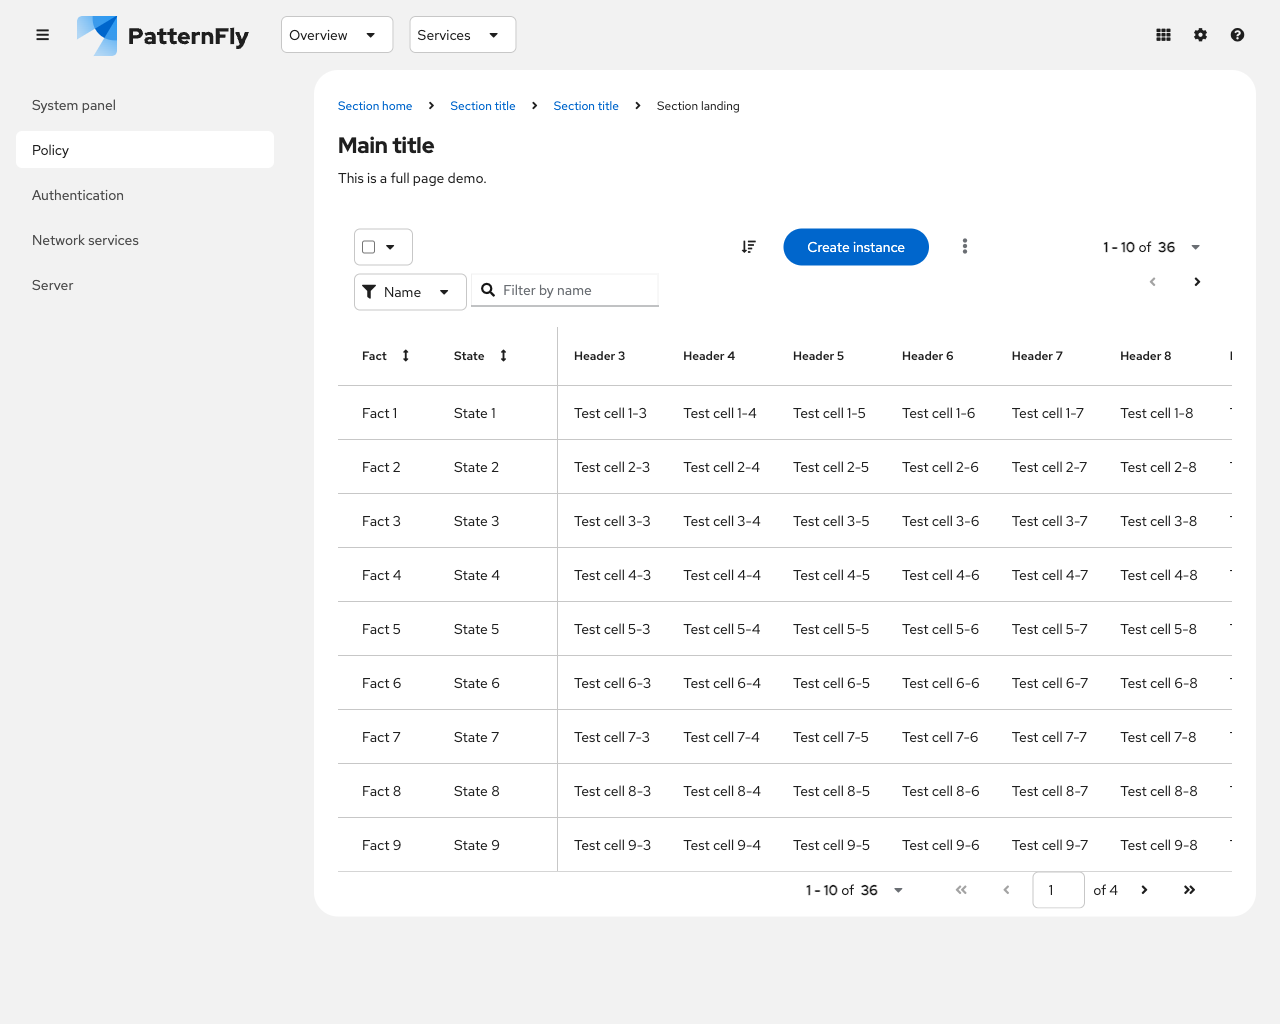 PatternFly Overview Services
System panel
Policy
Authentication
Network services
Server
Section home Section title Section title Section landing
Main title
This is a full page demo.
Create instance 1 - 10 of 36
Name Filter by name
Fact State Header 3 Header 4 Header 5 Header 6 Header 7 Header 8
Fact 1 State 1 Test cell 1-3 Test cell 1-4 Test cell 1-5 Test cell 1-6 Test cell 1-7 Test cell 1-8
Fact 2 State 2 Test cell 2-3 Test cell 2-4 Test cell 2-5 Test cell 2-6 Test cell 2-7 Test cell 2-8
Fact 3 State 3 Test cell 3-3 Test cell 3-4 Test cell 3-5 Test cell 3-6 Test cell 3-7 Test cell 3-8
Fact 4 State 4 Test cell 4-3 Test cell 4-4 Test cell 4-5 Test cell 4-6 Test cell 4-7 Test cell 4-8
Fact 5 State 5 Test cell 5-3 Test cell 5-4 Test cell 5-5 Test cell 5-6 Test cell 5-7 Test cell 5-8
Fact 6 State 6 Test cell 6-3 Test cell 6-4 Test cell 6-5 Test cell 6-6 Test cell 6-7 Test cell 6-8
Fact 7 State 7 Test cell 7-3 Test cell 7-4 Test cell 7-5 Test cell 7-6 Test cell 7-7 Test cell 7-8
Fact 8 State 8 Test cell 8-3 Test cell 8-4 Test cell 8-5 Test cell 8-6 Test cell 8-7 Test cell 8-8
Fact 9 State 9 Test cell 9-3 Test cell 9-4 Test cell 9-5 Test cell 9-6 Test cell 9-7 Test cell 9-8
1 - 10 of 36 1 of 4